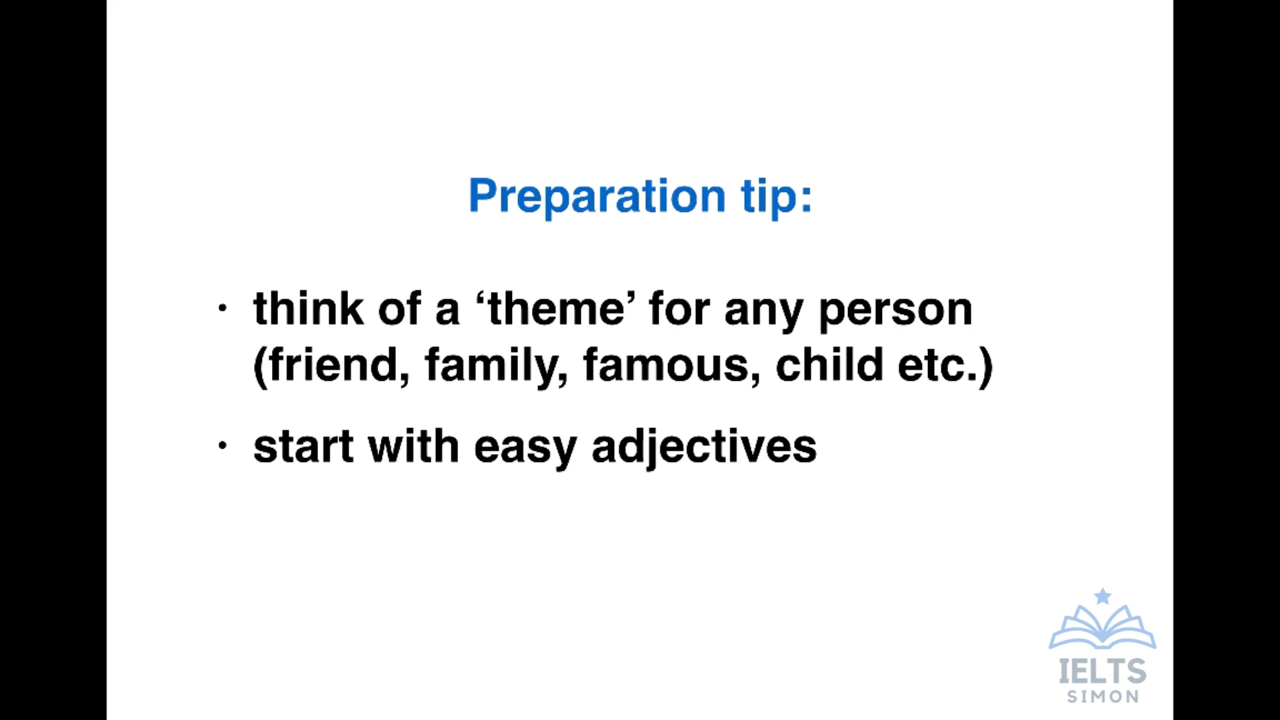 Preparation tip:
· think of a ‘theme’ for any person
(friend, family, famous, child etc.)
· start with easy adjectives
IELTS
SIMON